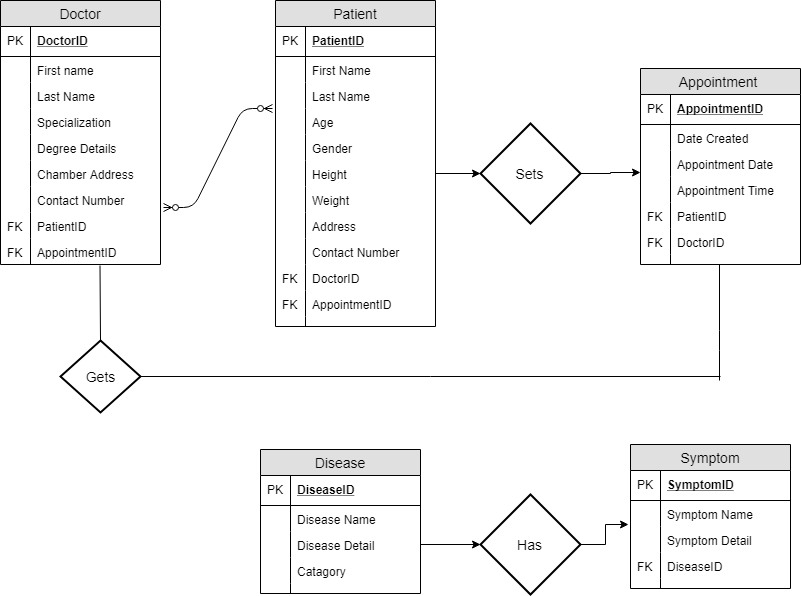 Doctor
PK DoctorID
First name
Last Name
Specialization
Degree Details
Chamber Address
Contact Number
FK PatientID
FK AppointmentID
Patient
PK PatientID
First Name
Last Name
Age
Gender
Height
Weight
Address
Contact Number
FK DoctorID
FK AppointmentID
Sets
Appointment
PK AppointmentID
Date Created
Appointment Date
Appointment Time
FK PatientID
FK DoctorID
Gets
Disease
PK DiseaseID
Disease Name
Disease Detail
Catagory
Has
Symptom
PK SymptomID
Symptom Name
Symptom Detail
FK DiseaseID